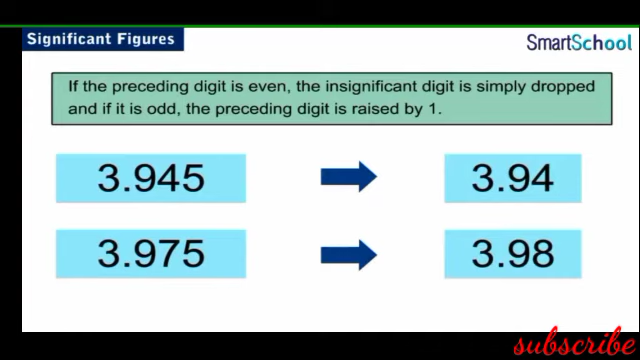 Significant Figures
SmartSchool
If the preceding digit is even, the insignificant digit is simply dropped
and if it is odd, the preceding digit is raised by 1.
3.945 3.94
3.975 3.98
subscribe